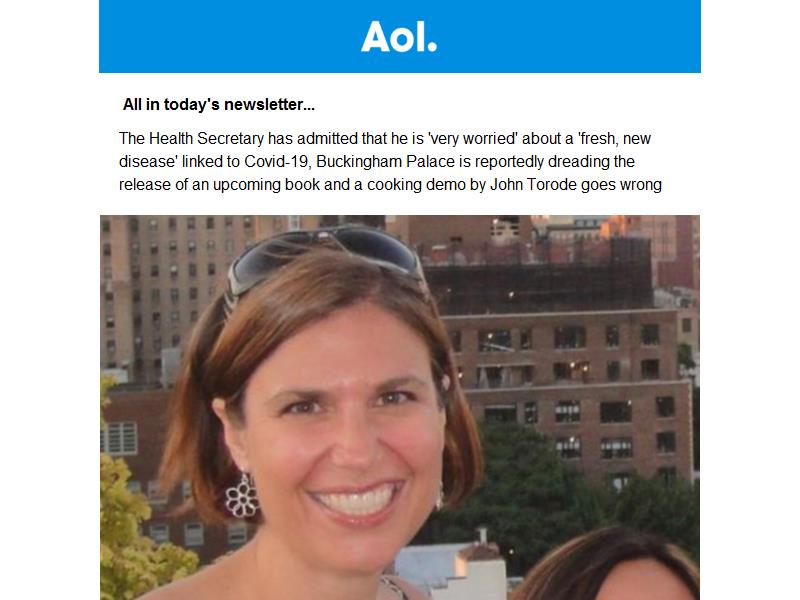 Aol.
All in today's newsletter...
The Health Secretary has admitted that he is 'very worried' about a 'fresh, new
disease' linked to Covid-19, Buckingham Palace is reportedly dreading the
release of an upcoming book and a cooking demo by John Torode goes wrong